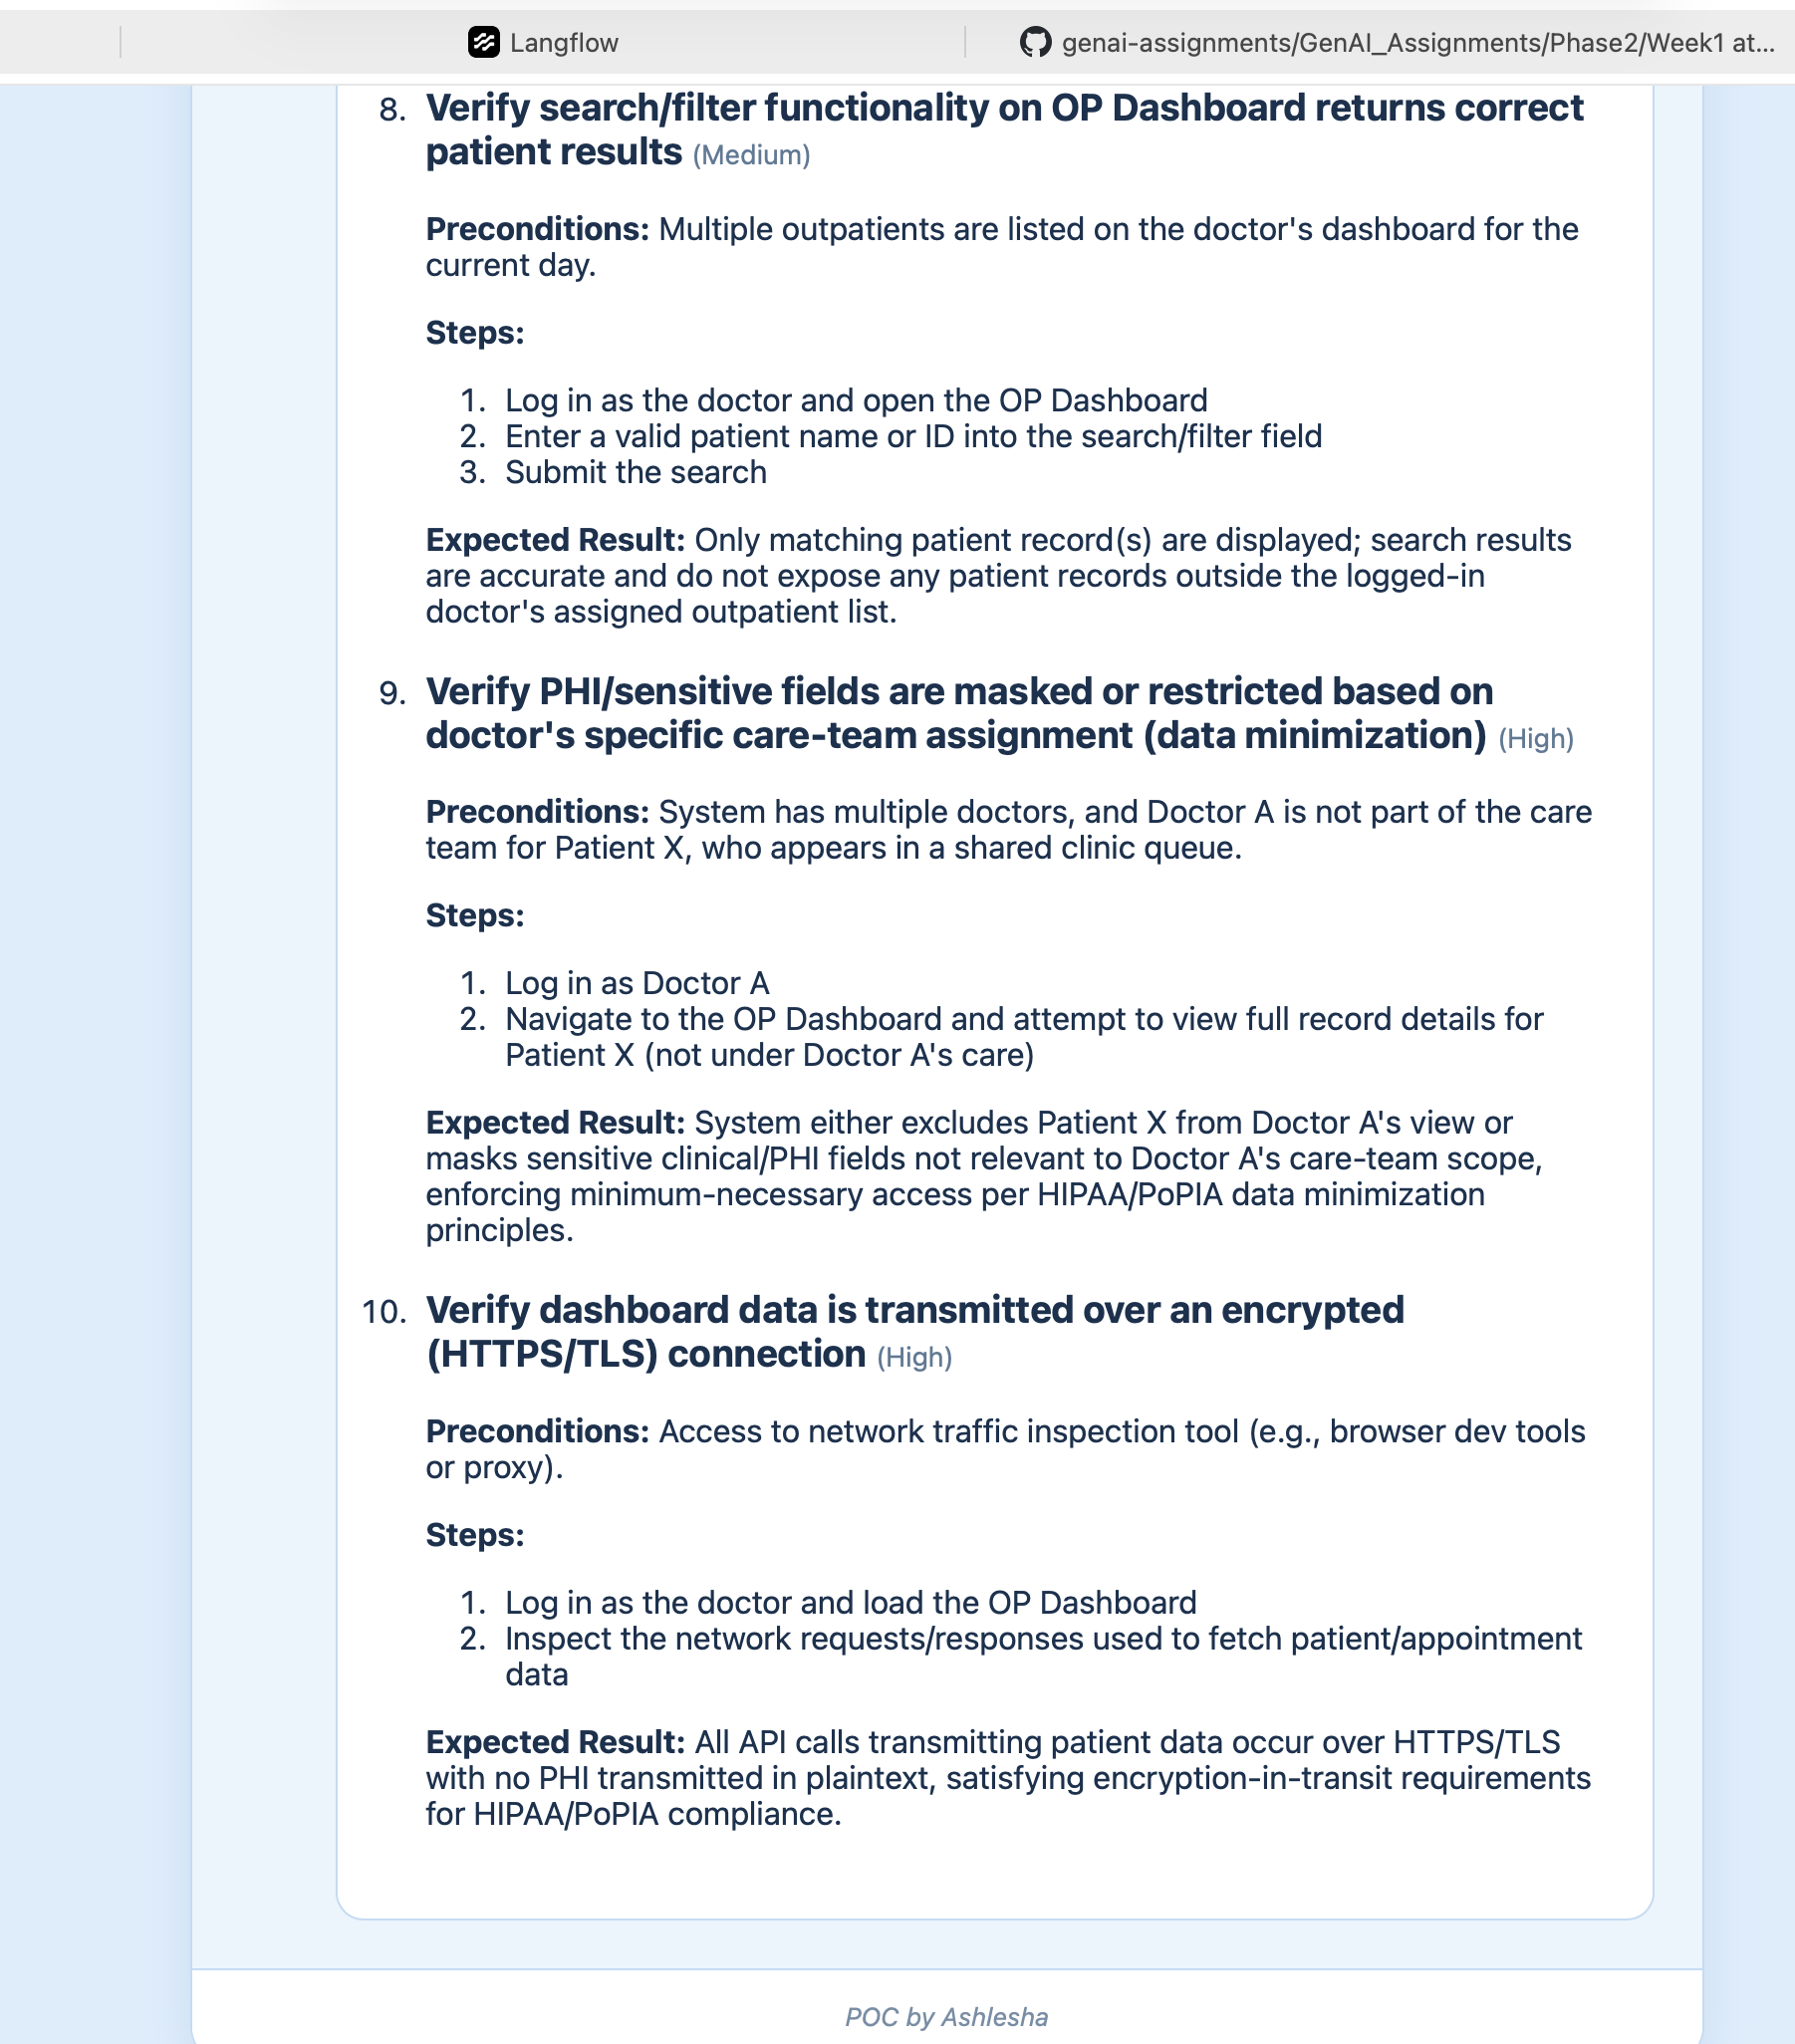 Langflow
genai-assignments/GenAI_Assignments/Phase2/Week1 at...
8. Verify search/filter functionality on OP Dashboard returns correct
patient results (Medium)
Preconditions: Multiple outpatients are listed on the doctor's dashboard for the
current day.
Steps:
1. Log in as the doctor and open the OP Dashboard
2. Enter a valid patient name or ID into the search/filter field
3. Submit the search
Expected Result: Only matching patient record(s) are displayed; search results
are accurate and do not expose any patient records outside the logged-in
doctor's assigned outpatient list.
9. Verify PHI/sensitive fields are masked or restricted based on
doctor's specific care-team assignment (data minimization) (High)
Preconditions: System has multiple doctors, and Doctor A is not part of the care
team for Patient X, who appears in a shared clinic queue.
Steps:
1. Log in as Doctor A
2. Navigate to the OP Dashboard and attempt to view full record details for
Patient X (not under Doctor A's care)
Expected Result: System either excludes Patient X from Doctor A's view or
masks sensitive clinical/PHI fields not relevant to Doctor A's care-team scope,
enforcing minimum-necessary access per HIPAA/PoPIA data minimization
principles.
10. Verify dashboard data is transmitted over an encrypted
(HTTPS/TLS) connection (High)
Preconditions: Access to network traffic inspection tool (e.g., browser dev tools
or proxy).
Steps:
1. Log in as the doctor and load the OP Dashboard
2. Inspect the network requests/responses used to fetch patient/appointment
data
Expected Result: All API calls transmitting patient data occur over HTTPS/TLS
with no PHI transmitted in plaintext, satisfying encryption-in-transit requirements
for HIPAA/PoPIA compliance.
POC by Ashlesha